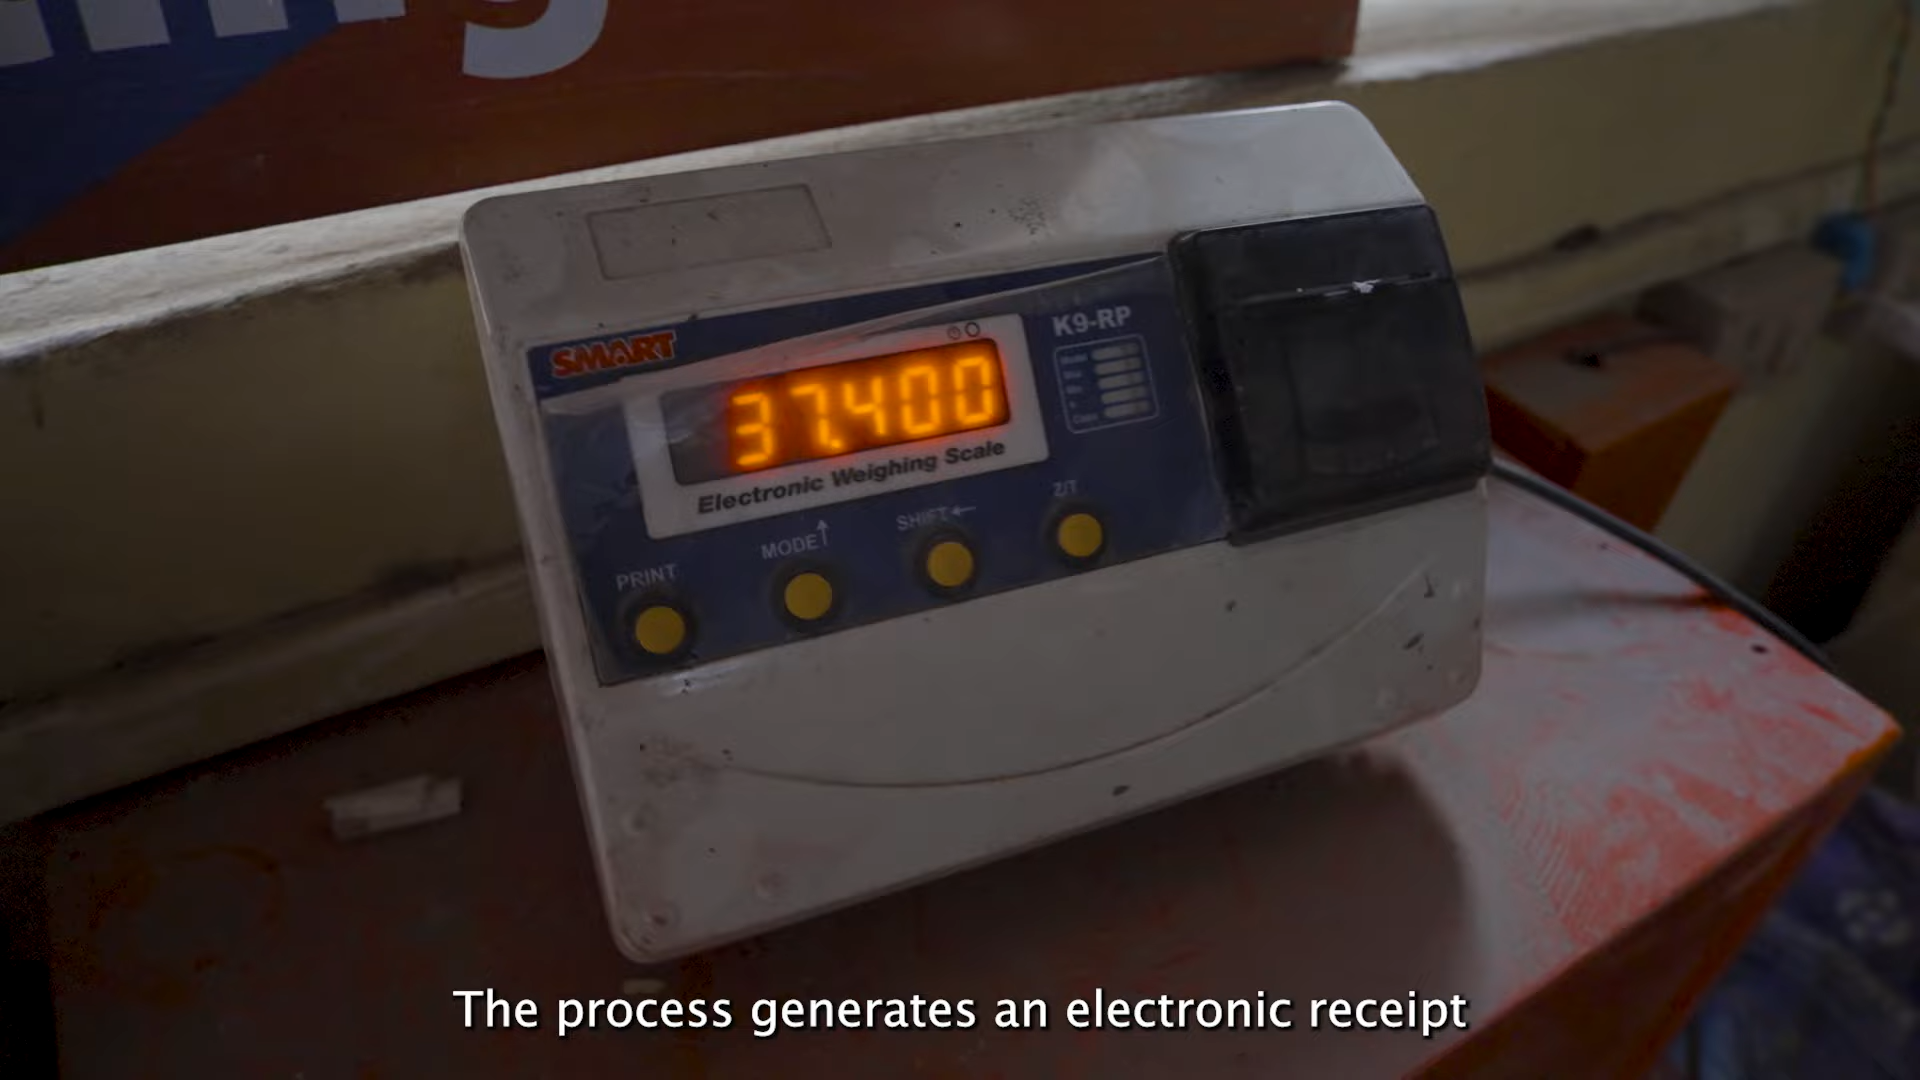 SMART
K9-RP
37.400
Electronic Weighing Scale
PRINT
MODE↑
SHIFT←
Z/T
The process generates an electronic receipt